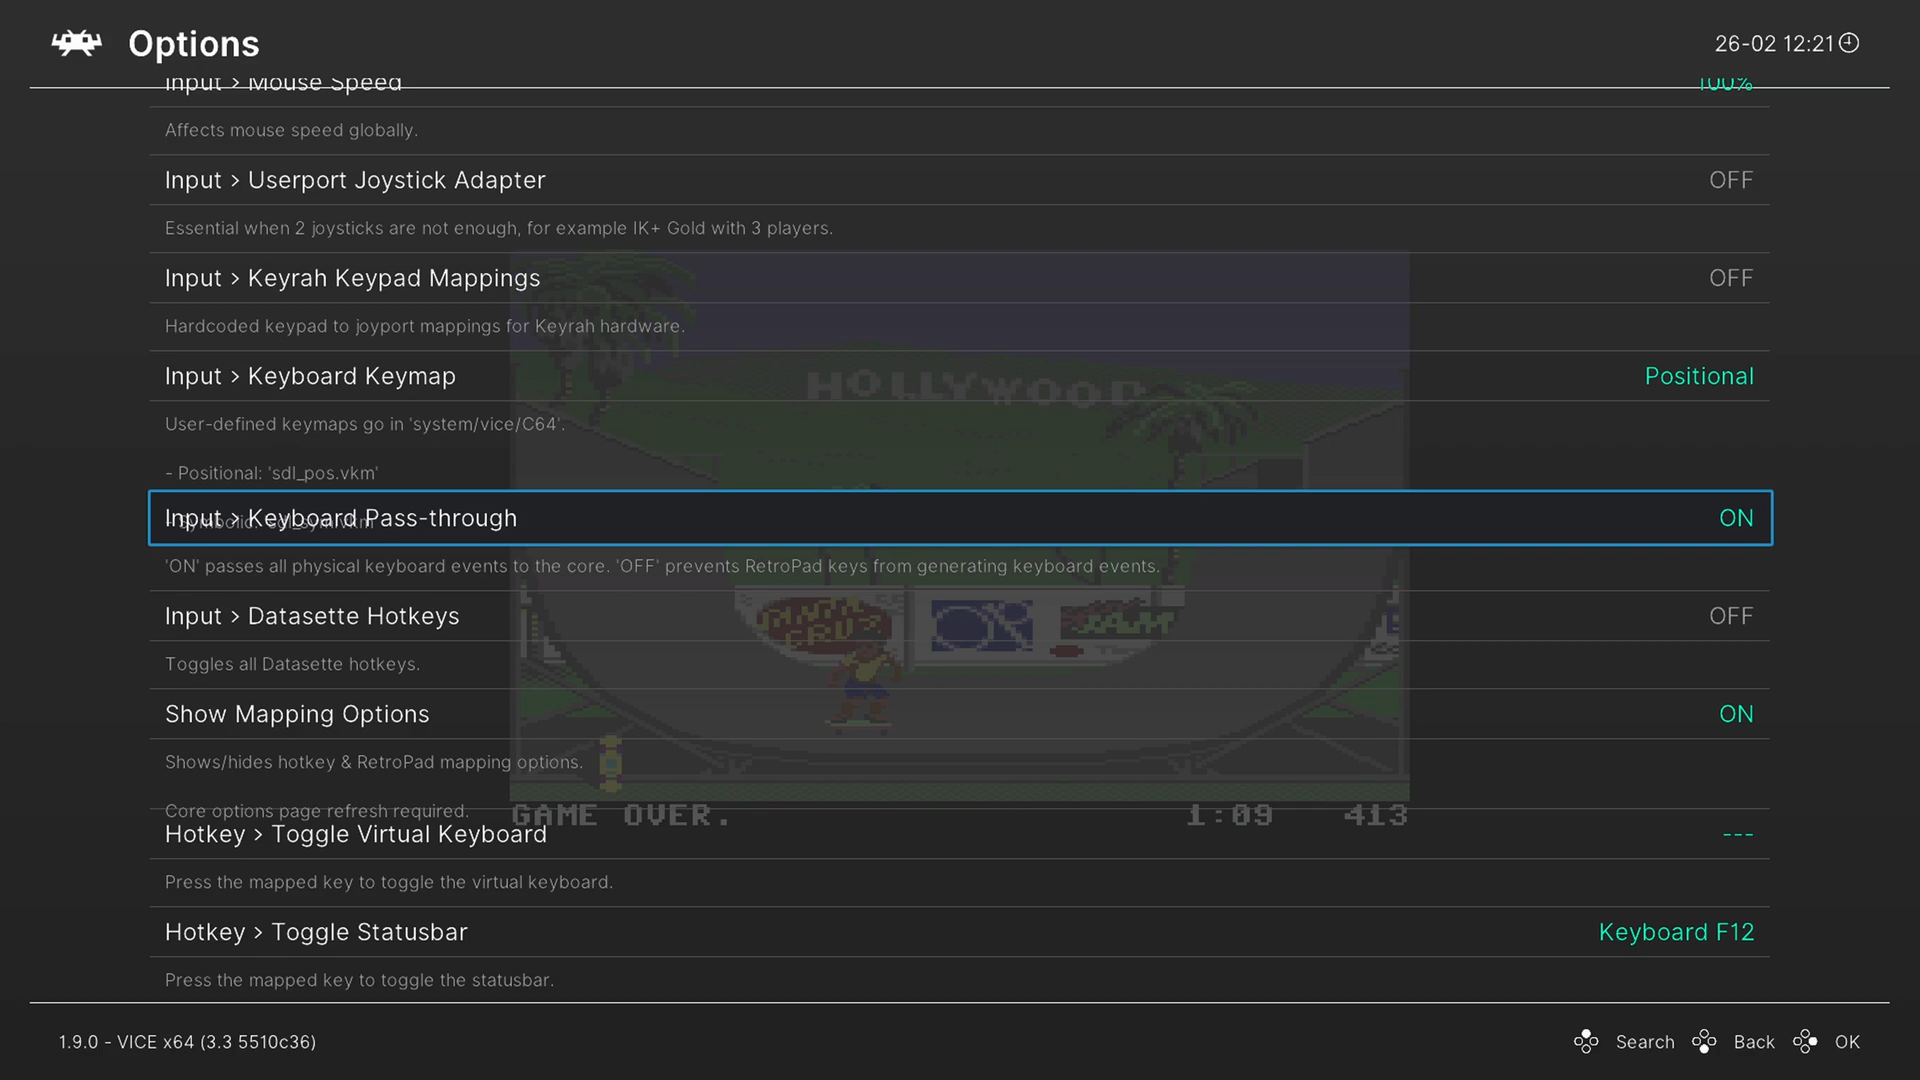 Options
26-02 12:21
Input > Mouse Speed 100%
Affects mouse speed globally.
Input > Userport Joystick Adapter OFF
Essential when 2 joysticks are not enough, for example IK+ Gold with 3 players.
Input > Keyrah Keypad Mappings OFF
Hardcoded keypad to joyport mappings for Keyrah hardware.
HOLLYWOOD
Input > Keyboard Keymap Positional
User-defined keymaps go in 'system/vice/C64'.
- Positional: 'sdl_pos.vkm'
- Symbolic: 'sdl_sym.vkm'
Input > Keyboard Pass-through ON
'ON' passes all physical keyboard events to the core. 'OFF' prevents RetroPad keys from generating keyboard events.
Input > Datasette Hotkeys OFF
Toggles all Datasette hotkeys.
Show Mapping Options ON
Shows/hides hotkey & RetroPad mapping options.
Core options page refresh required.
GAME OVER. 1:09 413
Hotkey > Toggle Virtual Keyboard ---
Press the mapped key to toggle the virtual keyboard.
Hotkey > Toggle Statusbar Keyboard F12
Press the mapped key to toggle the statusbar.
1.9.0 - VICE x64 (3.3 5510c36)
Search Back OK